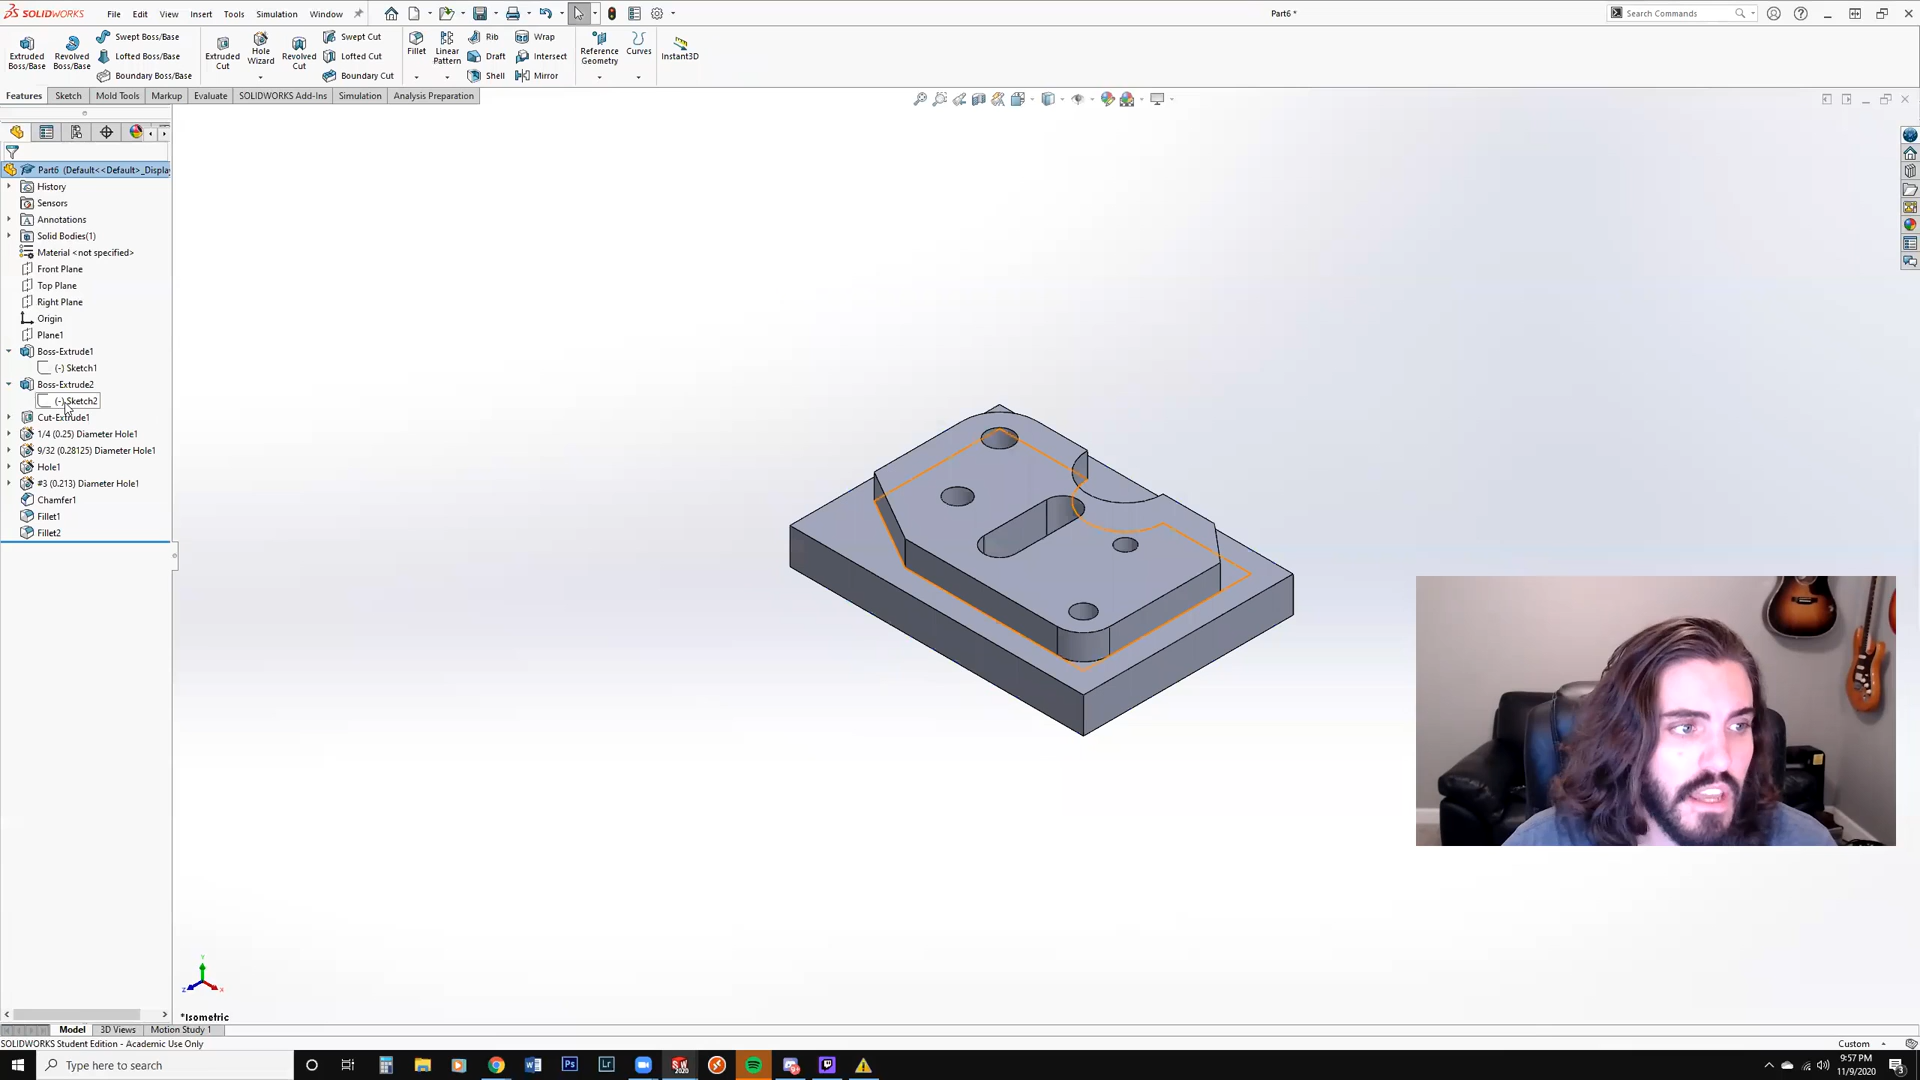 SOLIDWORKS File Edit View Insert Tools Simulation Window Part6 * Search Commands
Extruded Boss/Base
Revolved Boss/Base
Swept Boss/Base
Lofted Boss/Base
Boundary Boss/Base
Extruded Cut
Hole Wizard
Revolved Cut
Swept Cut
Lofted Cut
Boundary Cut
Fillet
Linear Pattern
Rib
Draft
Shell
Wrap
Intersect
Mirror
Reference Geometry
Curves
Instant3D
Features Sketch Mold Tools Markup Evaluate SOLIDWORKS Add-Ins Simulation Analysis Preparation
Part6 (Default<<Default>_Displa
History
Sensors
Annotations
Solid Bodies(1)
Material <not specified>
Front Plane
Top Plane
Right Plane
Origin
Plane1
Boss-Extrude1
(-) Sketch1
Boss-Extrude2
(-) Sketch2
Cut-Extrude1
1/4 (0.25) Diameter Hole1
9/32 (0.28125) Diameter Hole1
Hole1
#3 (0.213) Diameter Hole1
Chamfer1
Fillet1
Fillet2
Y
Z X
*Isometric
Model 3D Views Motion Study 1
SOLIDWORKS Student Edition - Academic Use Only Custom
Type here to search
9:57 PM
11/9/2020